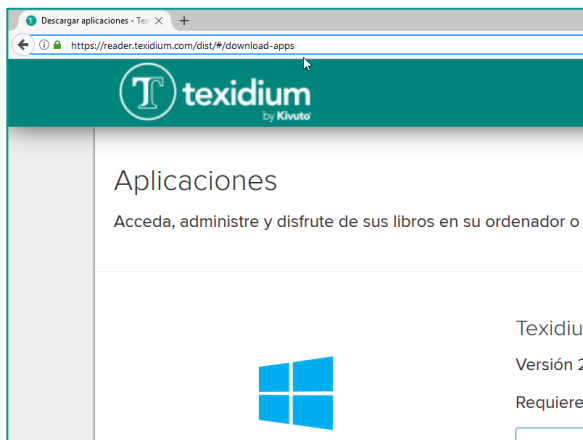 Descargar aplicaciones - Te
https://reader.texidium.com/dist/#/download-apps
texidium
by Kivuto
Aplicaciones
Acceda, administre y disfrute de sus libros en su ordenador o
Texidiu
Versión 2
Requiere